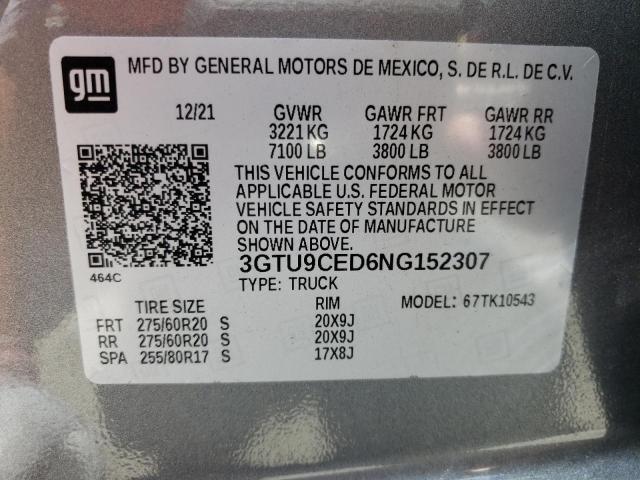 gm
MFD BY GENERAL MOTORS DE MEXICO, S. DE R.L. DE C.V.
12/21 GVWR GAWR FRT GAWR RR
3221 KG 1724 KG 1724 KG
7100 LB 3800 LB 3800 LB
THIS VEHICLE CONFORMS TO ALL
APPLICABLE U.S. FEDERAL MOTOR
VEHICLE SAFETY STANDARDS IN EFFECT
ON THE DATE OF MANUFACTURE
SHOWN ABOVE.
3GTU9CED6NG152307
464C
TYPE: TRUCK
TIRE SIZE RIM MODEL: 67TK10543
FRT 275/60R20 S 20X9J
RR 275/60R20 S 20X9J
SPA 255/80R17 S 17X8J